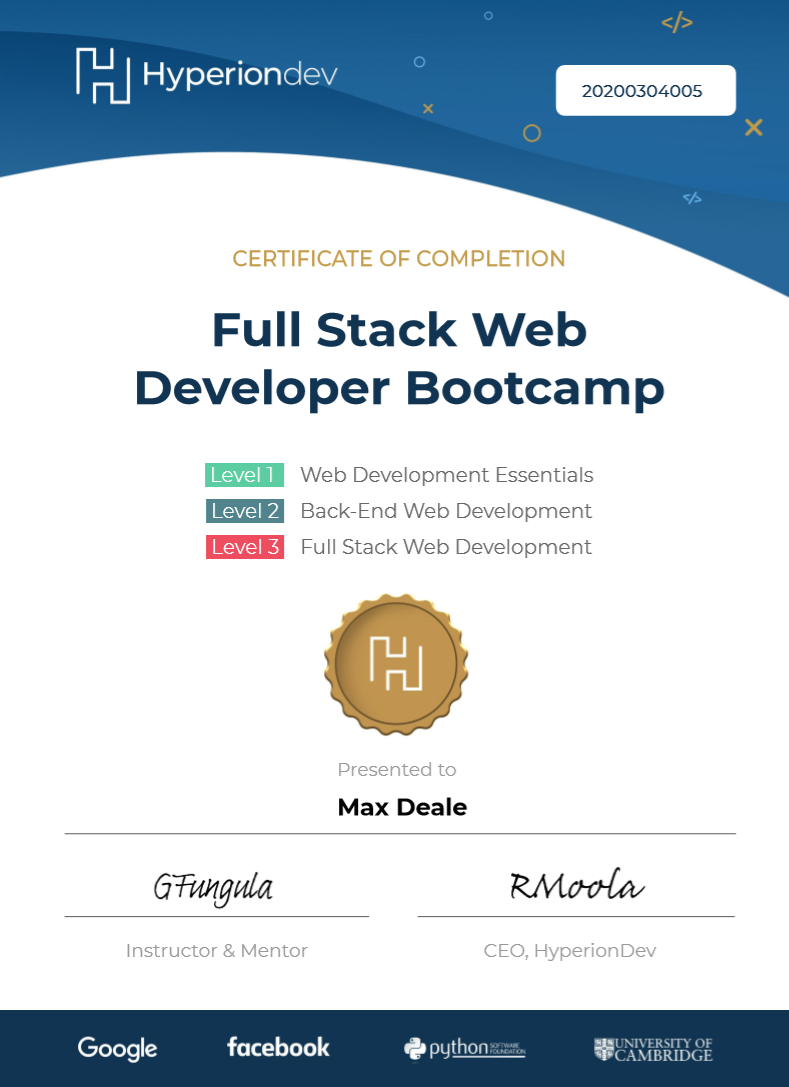 Hyperiondev
20200304005
</>
</>
CERTIFICATE OF COMPLETION
Full Stack Web
Developer Bootcamp
Level 1 Web Development Essentials
Level 2 Back-End Web Development
Level 3 Full Stack Web Development
Presented to
Max Deale
GFungula RMoola
Instructor & Mentor CEO, HyperionDev
Google facebook python SOFTWARE FOUNDATION UNIVERSITY OF CAMBRIDGE